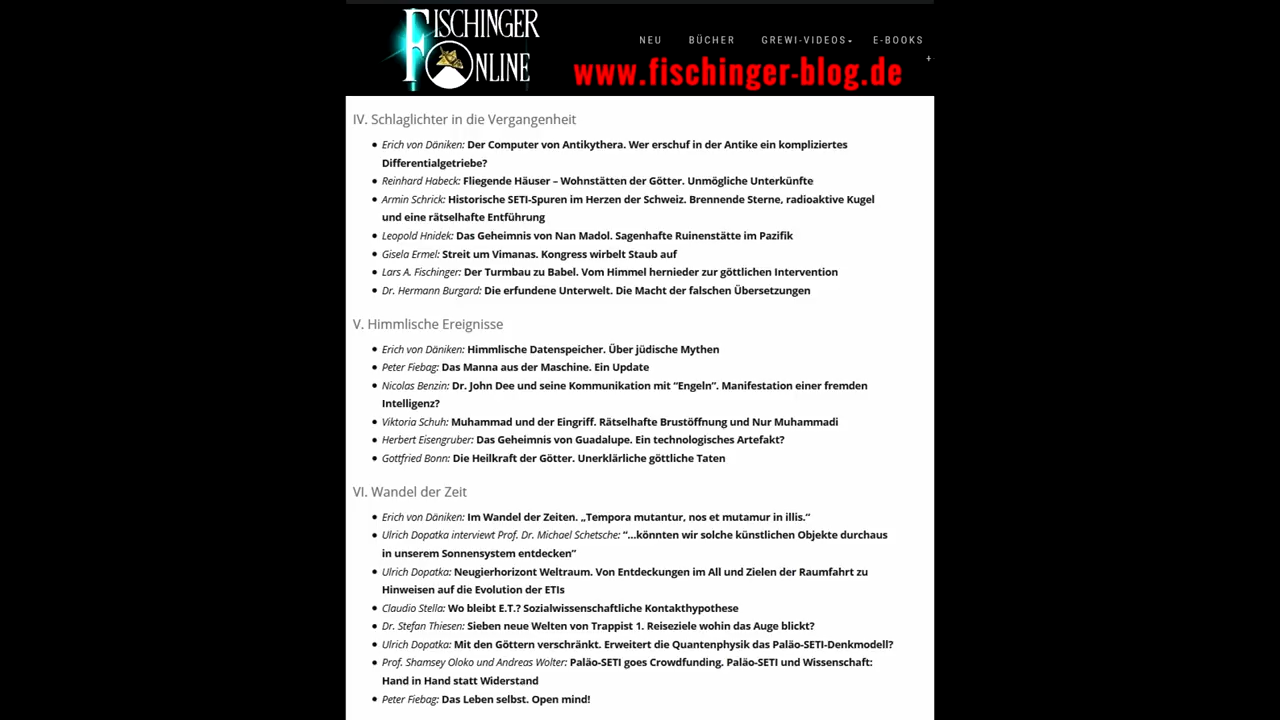 FISCHINGER
ONLINE
NEU BÜCHER GREWI-VIDEOS E-BOOKS
+
www.fischinger-blog.de
IV. Schlaglichter in die Vergangenheit
• Erich von Däniken: Der Computer von Antikythera. Wer erschuf in der Antike ein kompliziertes
Differentialgetriebe?
• Reinhard Habeck: Fliegende Häuser – Wohnstätten der Götter. Unmögliche Unterkünfte
• Armin Schrick: Historische SETI-Spuren im Herzen der Schweiz. Brennende Sterne, radioaktive Kugel
und eine rätselhafte Entführung
• Leopold Hnidek: Das Geheimnis von Nan Madol. Sagenhafte Ruinenstätte im Pazifik
• Gisela Ermel: Streit um Vimanas. Kongress wirbelt Staub auf
• Lars A. Fischinger: Der Turmbau zu Babel. Vom Himmel hernieder zur göttlichen Intervention
• Dr. Hermann Burgard: Die erfundene Unterwelt. Die Macht der falschen Übersetzungen
V. Himmlische Ereignisse
• Erich von Däniken: Himmlische Datenspeicher. Über jüdische Mythen
• Peter Fiebag: Das Manna aus der Maschine. Ein Update
• Nicolas Benzin: Dr. John Dee und seine Kommunikation mit “Engeln”. Manifestation einer fremden
Intelligenz?
• Viktoria Schuh: Muhammad und der Eingriff. Rätselhafte Brustöffnung und Nur Muhammadi
• Herbert Eisengruber: Das Geheimnis von Guadalupe. Ein technologisches Artefakt?
• Gottfried Bonn: Die Heilkraft der Götter. Unerklärliche göttliche Taten
VI. Wandel der Zeit
• Erich von Däniken: Im Wandel der Zeiten. „Tempora mutantur, nos et mutamur in illis.“
• Ulrich Dopatka interviewt Prof. Dr. Michael Schetsche: “…könnten wir solche künstlichen Objekte durchaus
in unserem Sonnensystem entdecken”
• Ulrich Dopatka: Neugierhorizont Weltraum. Von Entdeckungen im All und Zielen der Raumfahrt zu
Hinweisen auf die Evolution der ETIs
• Claudio Stella: Wo bleibt E.T.? Sozialwissenschaftliche Kontakthypothese
• Dr. Stefan Thiesen: Sieben neue Welten von Trappist 1. Reiseziele wohin das Auge blickt?
• Ulrich Dopatka: Mit den Göttern verschränkt. Erweitert die Quantenphysik das Paläo-SETI-Denkmodell?
• Prof. Shamsey Oloko und Andreas Wolter: Paläo-SETI goes Crowdfunding. Paläo-SETI und Wissenschaft:
Hand in Hand statt Widerstand
• Peter Fiebag: Das Leben selbst. Open mind!